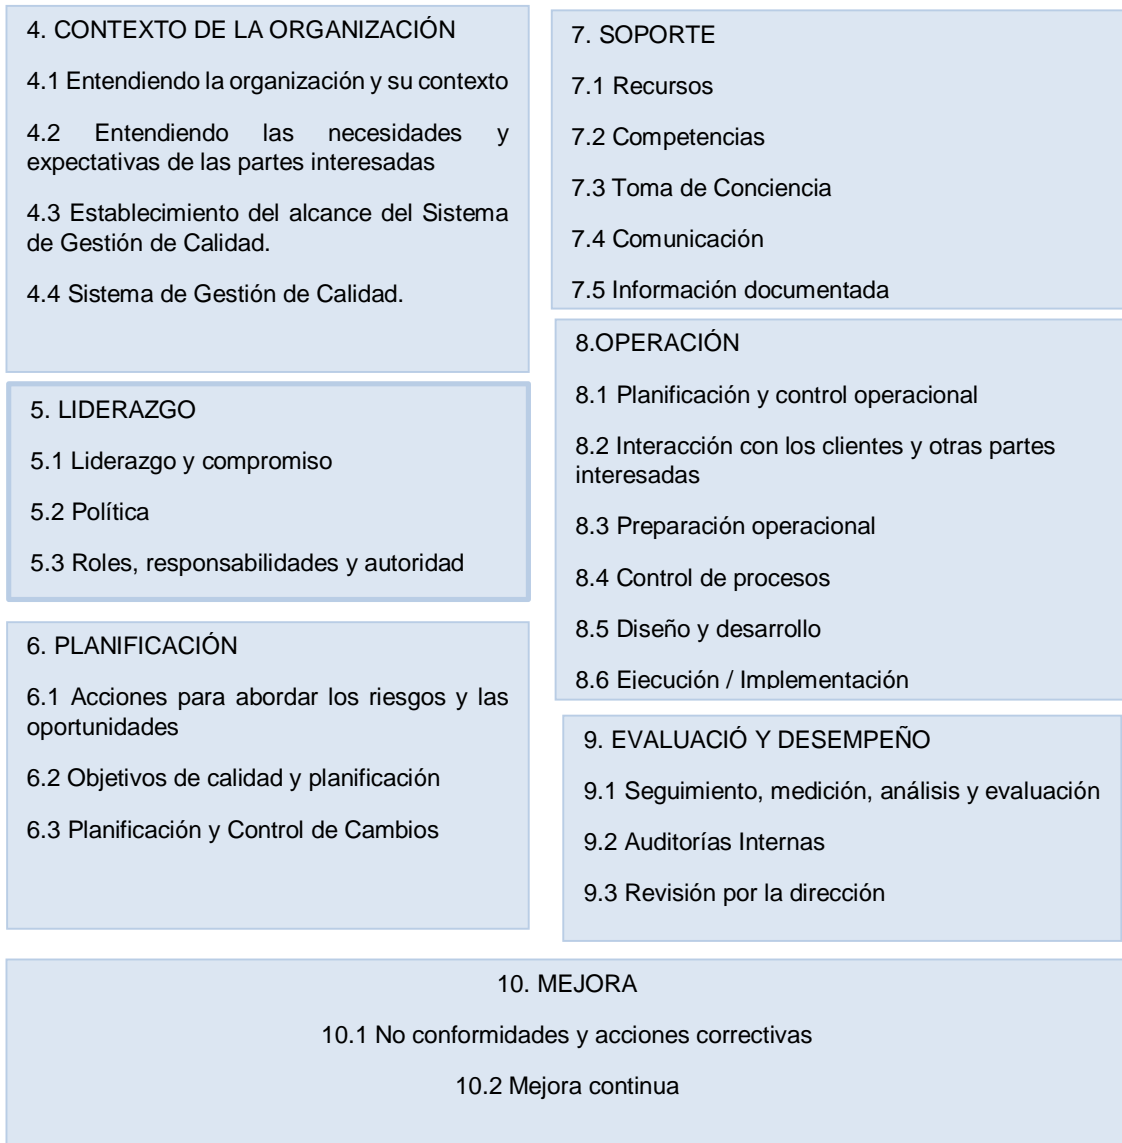 4. CONTEXTO DE LA ORGANIZACIÓN
4.1 Entendiendo la organización y su contexto
4.2 Entendiendo las necesidades y
expectativas de las partes interesadas
4.3 Establecimiento del alcance del Sistema
de Gestión de Calidad.
4.4 Sistema de Gestión de Calidad.
5. LIDERAZGO
5.1 Liderazgo y compromiso
5.2 Política
5.3 Roles, responsabilidades y autoridad
6. PLANIFICACIÓN
6.1 Acciones para abordar los riesgos y las
oportunidades
6.2 Objetivos de calidad y planificación
6.3 Planificación y Control de Cambios
7. SOPORTE
7.1 Recursos
7.2 Competencias
7.3 Toma de Conciencia
7.4 Comunicación
7.5 Información documentada
8.OPERACIÓN
8.1 Planificación y control operacional
8.2 Interacción con los clientes y otras partes
interesadas
8.3 Preparación operacional
8.4 Control de procesos
8.5 Diseño y desarrollo
8.6 Ejecución / Implementación
9. EVALUACIÓ Y DESEMPEÑO
9.1 Seguimiento, medición, análisis y evaluación
9.2 Auditorías Internas
9.3 Revisión por la dirección
10. MEJORA
10.1 No conformidades y acciones correctivas
10.2 Mejora continua